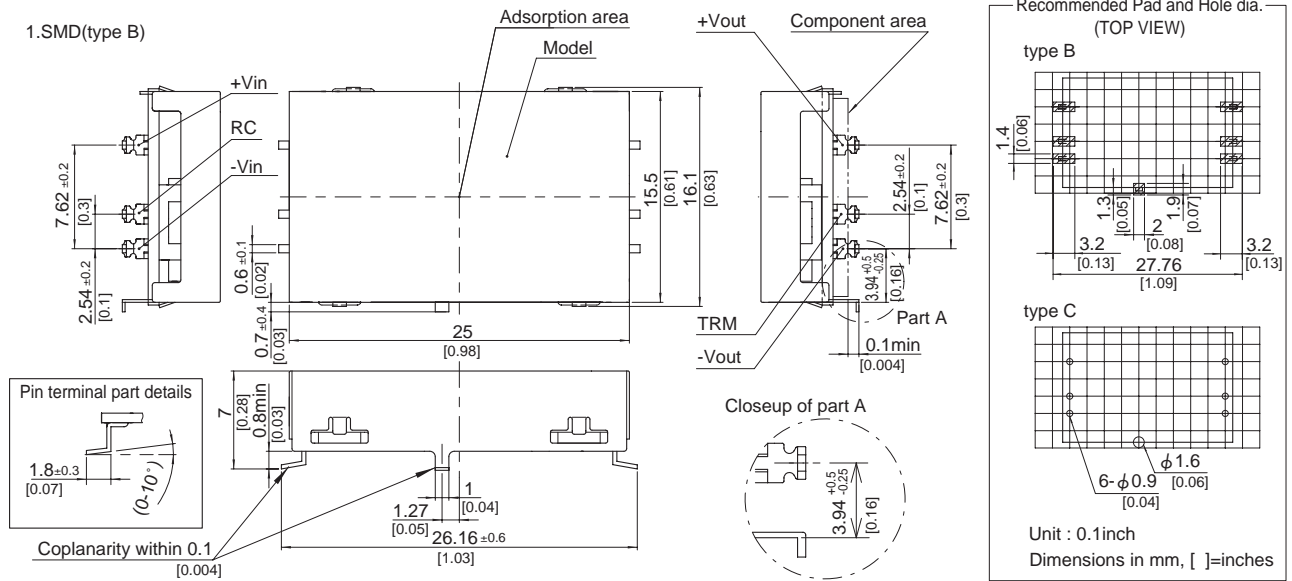 1.SMD(type B)
+Vin
RC
-Vin
7.62 ±0.2
[0.3]
2.54 ±0.2
[0.1]
Adsorption area
Model
0.6 ±0.1
[0.02]
0.7 ±0.4
[0.03]
15.5
[0.61]
16.1
[0.63]
25
[0.98]
+Vout
Component area
2.54 ±0.2
[0.1]
7.62 ±0.2
[0.3]
3.94 +0.5 -0.25
[0.16]
Part A
TRM
-Vout
0.1min
[0.004]
Pin terminal part details
1.8 ±0.3
[0.07]
(0-10°)
7
[0.28]
0.8min
[0.03]
1
[0.04]
1.27
[0.05]
26.16 ±0.6
[1.03]
Coplanarity within 0.1
[0.004]
Closeup of part A
3.94 +0.5 -0.25
[0.16]
Recommended Pad and Hole dia.
(TOP VIEW)
type B
1.4
[0.06]
1.3
[0.05]
1.9
[0.07]
2
[0.08]
3.2
[0.13]
3.2
[0.13]
27.76
[1.09]
type C
6-ϕ0.9
[0.04]
ϕ1.6
[0.06]
Unit : 0.1inch
Dimensions in mm, [ ]=inches